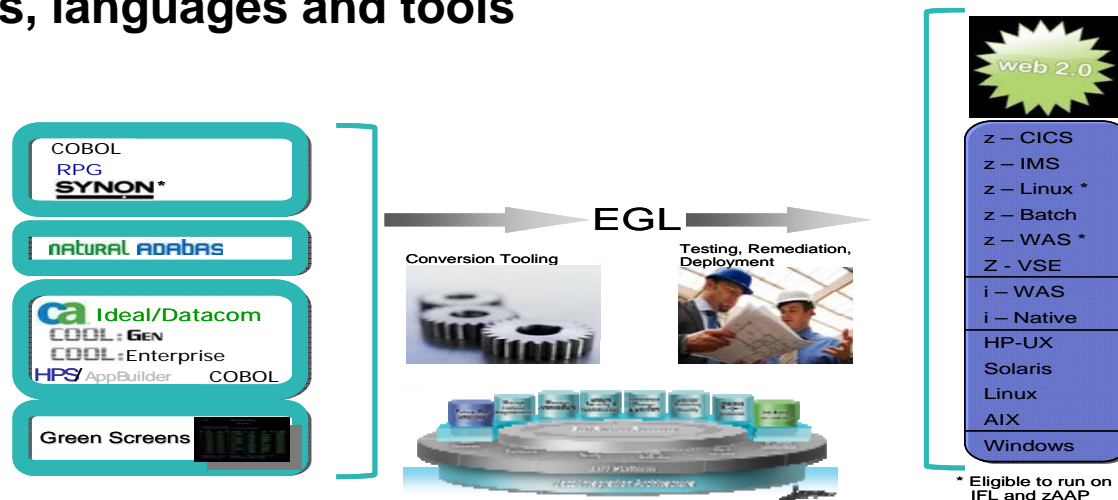 s, languages and tools
COBOL
RPG
SYNON*
natural ADABAS
ca Ideal/Datacom
COOL:GEN
COOL:Enterprise
HPS/AppBuilder COBOL
Green Screens
EGL
Conversion Tooling
Testing, Remediation,
Deployment
web 2.0
z – CICS
z – IMS
z – Linux *
z – Batch
z – WAS *
Z - VSE
i – WAS
i – Native
HP-UX
Solaris
Linux
AIX
Windows
* Eligible to run on
IFL and zAAP